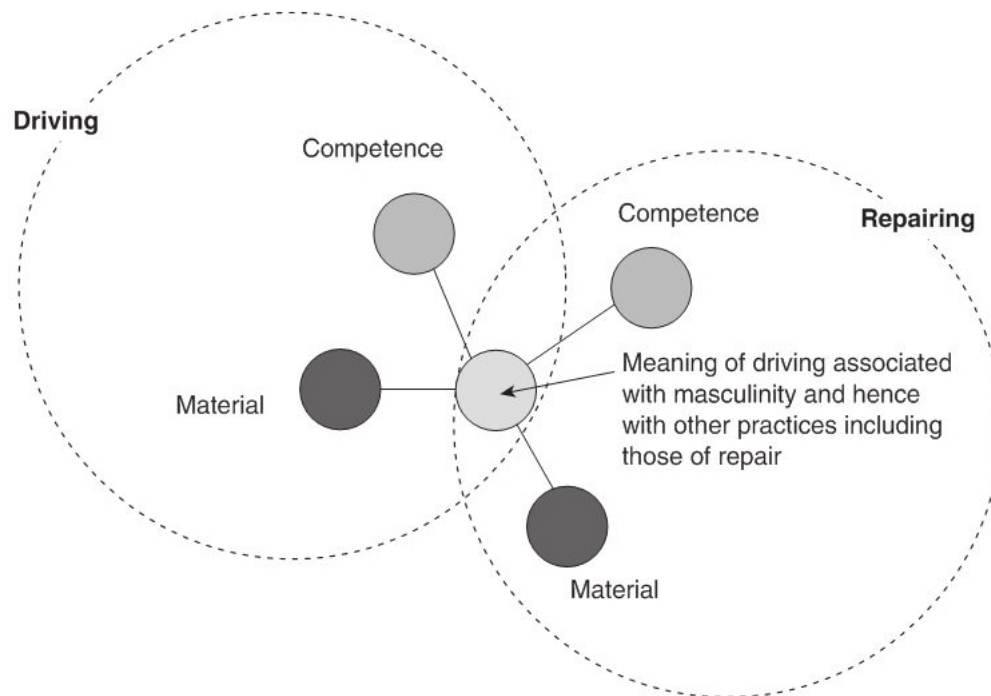 Driving
Competence
Competence
Repairing
Material
Meaning of driving associated
with masculinity and hence
with other practices including
those of repair
Material